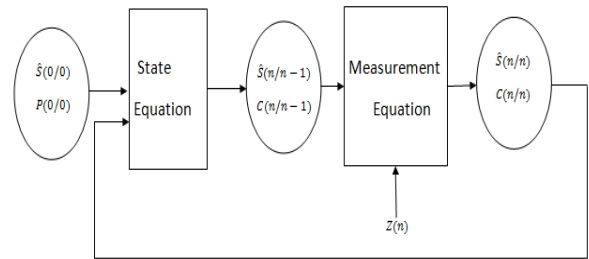 Ŝ(0/0)
P(0/0)
State
Equation
Ŝ(n/n − 1)
C(n/n − 1)
Measurement
Equation
Ŝ(n/n)
C(n/n)
Z(n)